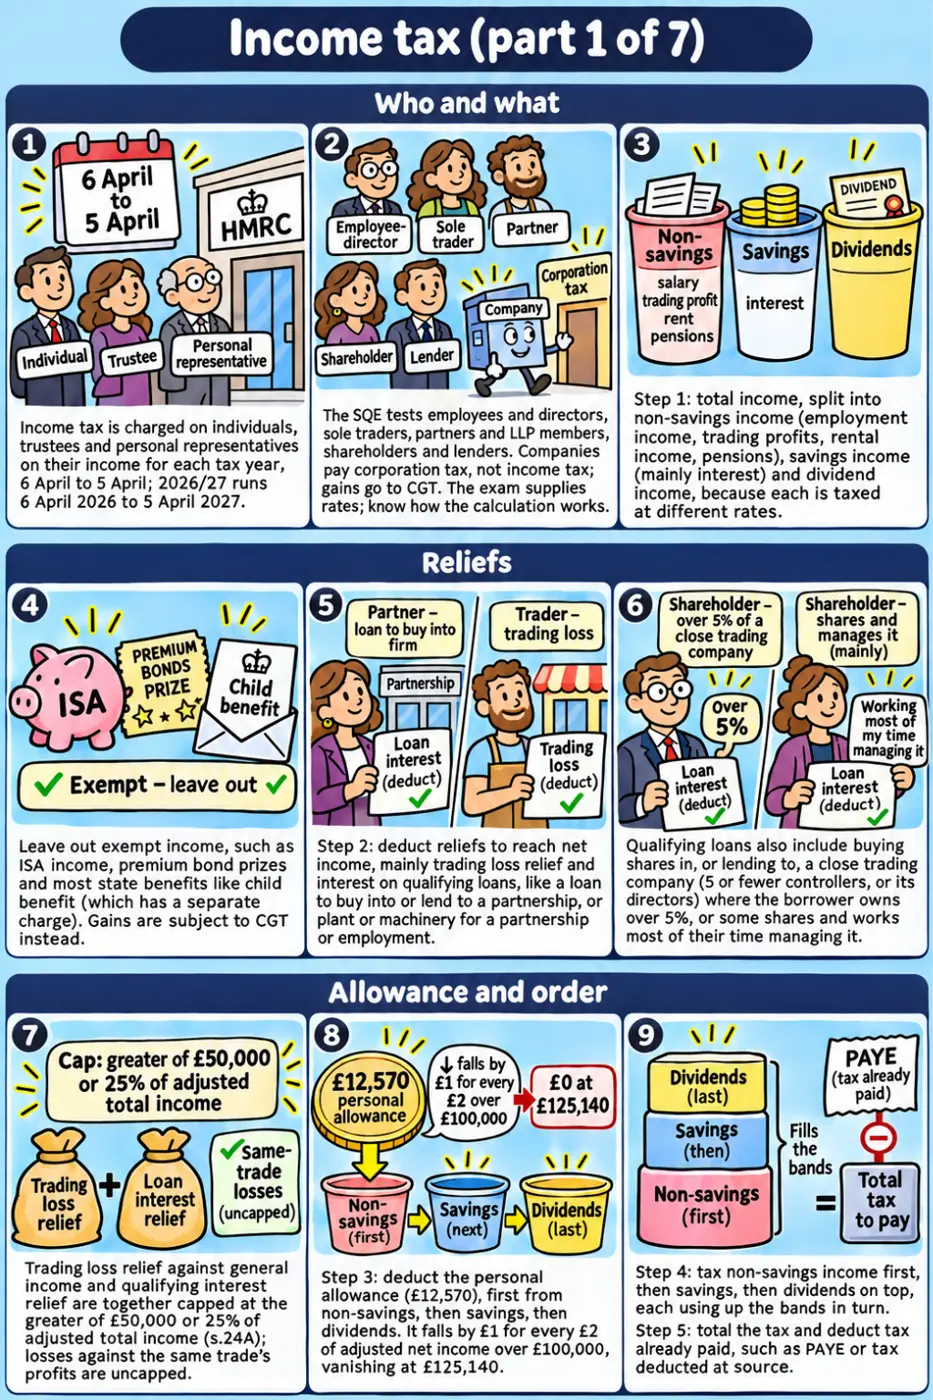 Income tax (part 1 of 7)
Who and what
1
6 April
to
5 April
HMRC
Individual
Trustee
Personal
representative
Income tax is charged on individuals,
trustees and personal representatives
on their income for each tax year,
6 April to 5 April; 2026/27 runs
6 April 2026 to 5 April 2027.
2
Employee-
director
Sole
trader
Partner
Shareholder
Lender
Company
Corporation
tax
The SQE tests employees and directors,
sole traders, partners and LLP members,
shareholders and lenders. Companies
pay corporation tax, not income tax;
gains go to CGT. The exam supplies
rates; know how the calculation works.
3
Non-
savings
salary
trading profit
rent
pensions
Savings
interest
DIVIDEND
Dividends
Step 1: total income, split into
non-savings income (employment
income, trading profits, rental
income, pensions), savings income
(mainly interest) and dividend
income, because each is taxed
at different rates.
Reliefs
4
ISA
PREMIUM
BONDS
PRIZE
Child
benefit
Exempt – leave out
Leave out exempt income, such as
ISA income, premium bond prizes
and most state benefits like child
benefit (which has a separate
charge). Gains are subject to CGT
instead.
5
Partner –
loan to buy into
firm
Partnership
Loan
interest
(deduct)
Trader –
trading loss
Trading
loss
(deduct)
Step 2: deduct reliefs to reach net
income, mainly trading loss relief and
interest on qualifying loans, like a loan
to buy into or lend to a partnership, or
plant or machinery for a partnership
or employment.
6
Shareholder –
over 5% of a
close trading
company
Over
5%
Loan
interest
(deduct)
Shareholder –
shares and
manages it
(mainly)
Working
most of
my time
managing it
Loan
interest
(deduct)
Qualifying loans also include buying
shares in, or lending to, a close trading
company (5 or fewer controllers, or its
directors) where the borrower owns
over 5%, or some shares and works
most of their time managing it.
Allowance and order
7
Cap: greater of £50,000
or 25% of adjusted
total income
Trading
loss
relief
+
Loan
interest
relief
Same-
trade
losses
(uncapped)
Trading loss relief against general
income and qualifying interest
relief are together capped at the
greater of £50,000 or 25% of
adjusted total income (s.24A);
losses against the same trade's
profits are uncapped.
8
£12,570
personal
allowance
↓ falls by
£1 for every
£2 over
£100,000
£0 at
£125,140
Non-
savings
(first)
Savings
(next)
Dividends
(last)
Step 3: deduct the personal
allowance (£12,570), first from
non-savings, then savings, then
dividends. It falls by £1 for every £2
of adjusted net income over £100,000,
vanishing at £125,140.
9
Dividends
(last)
Savings
(then)
Non-savings
(first)
Fills
the
bands
PAYE
(tax already
paid)
−
=
Total
tax
to pay
Step 4: tax non-savings income first,
then savings, then dividends on top,
each using up the bands in turn.
Step 5: total the tax and deduct tax
already paid, such as PAYE or tax
deducted at source.